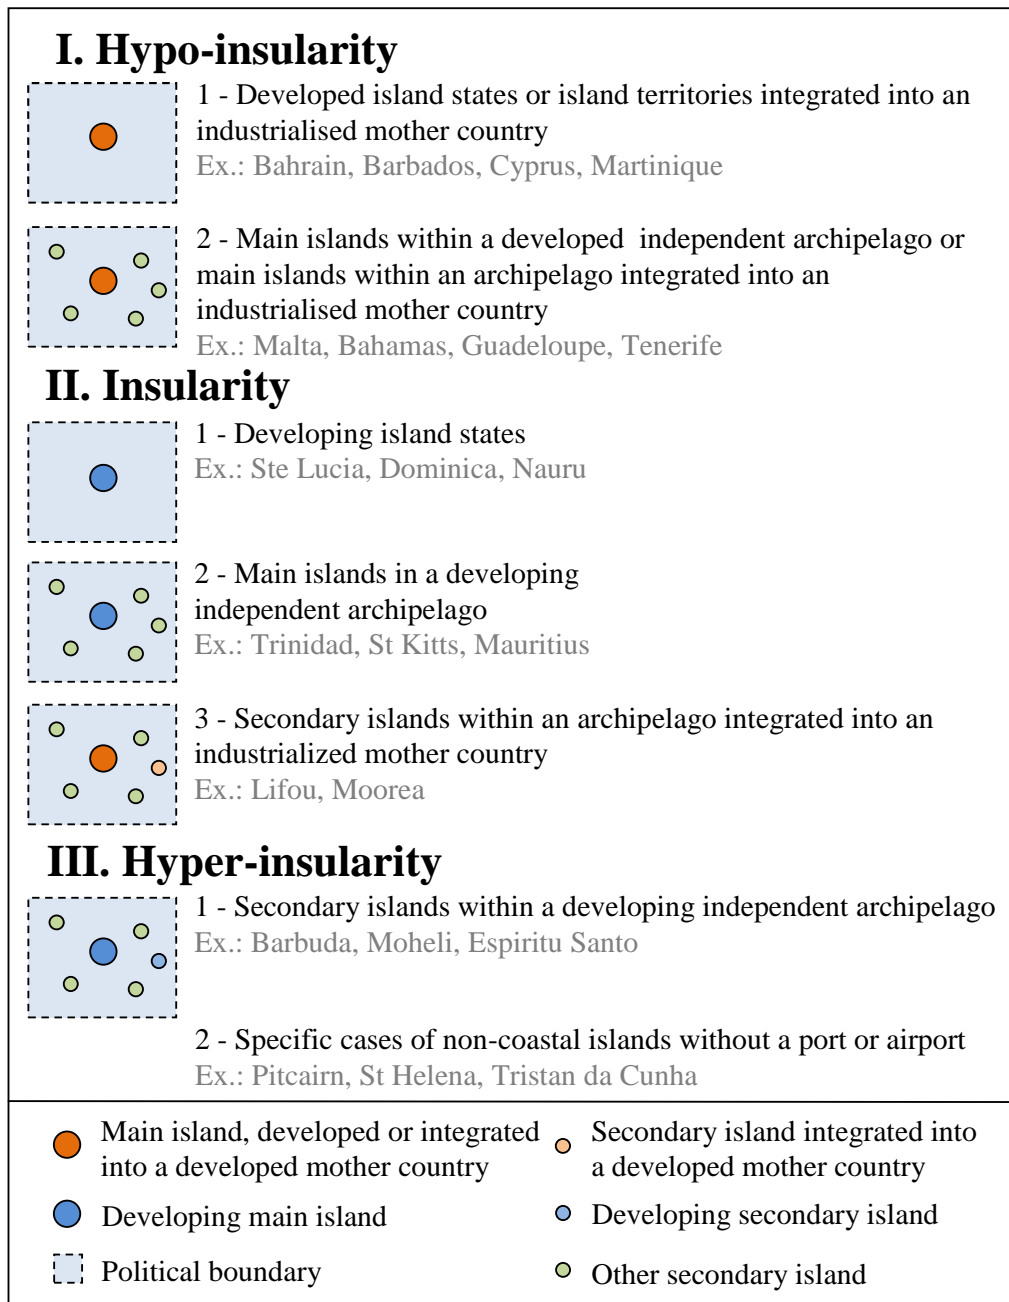 I. Hypo-insularity
1 - Developed island states or island territories integrated into an
industrialised mother country
Ex.: Bahrain, Barbados, Cyprus, Martinique
2 - Main islands within a developed independent archipelago or
main islands within an archipelago integrated into an
industrialised mother country
Ex.: Malta, Bahamas, Guadeloupe, Tenerife
II. Insularity
1 - Developing island states
Ex.: Ste Lucia, Dominica, Nauru
2 - Main islands in a developing
independent archipelago
Ex.: Trinidad, St Kitts, Mauritius
3 - Secondary islands within an archipelago integrated into an
industrialized mother country
Ex.: Lifou, Moorea
III. Hyper-insularity
1 - Secondary islands within a developing independent archipelago
Ex.: Barbuda, Moheli, Espiritu Santo
2 - Specific cases of non-coastal islands without a port or airport
Ex.: Pitcairn, St Helena, Tristan da Cunha
Main island, developed or integrated
into a developed mother country
Developing main island
Political boundary
Secondary island integrated into
a developed mother country
Developing secondary island
Other secondary island